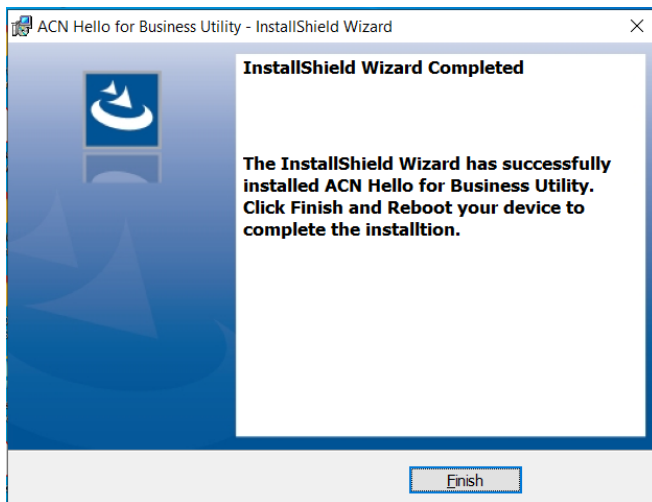 ACN Hello for Business Utility - InstallShield Wizard
InstallShield Wizard Completed
The InstallShield Wizard has successfully
installed ACN Hello for Business Utility.
Click Finish and Reboot your device to
complete the installtion.
Finish